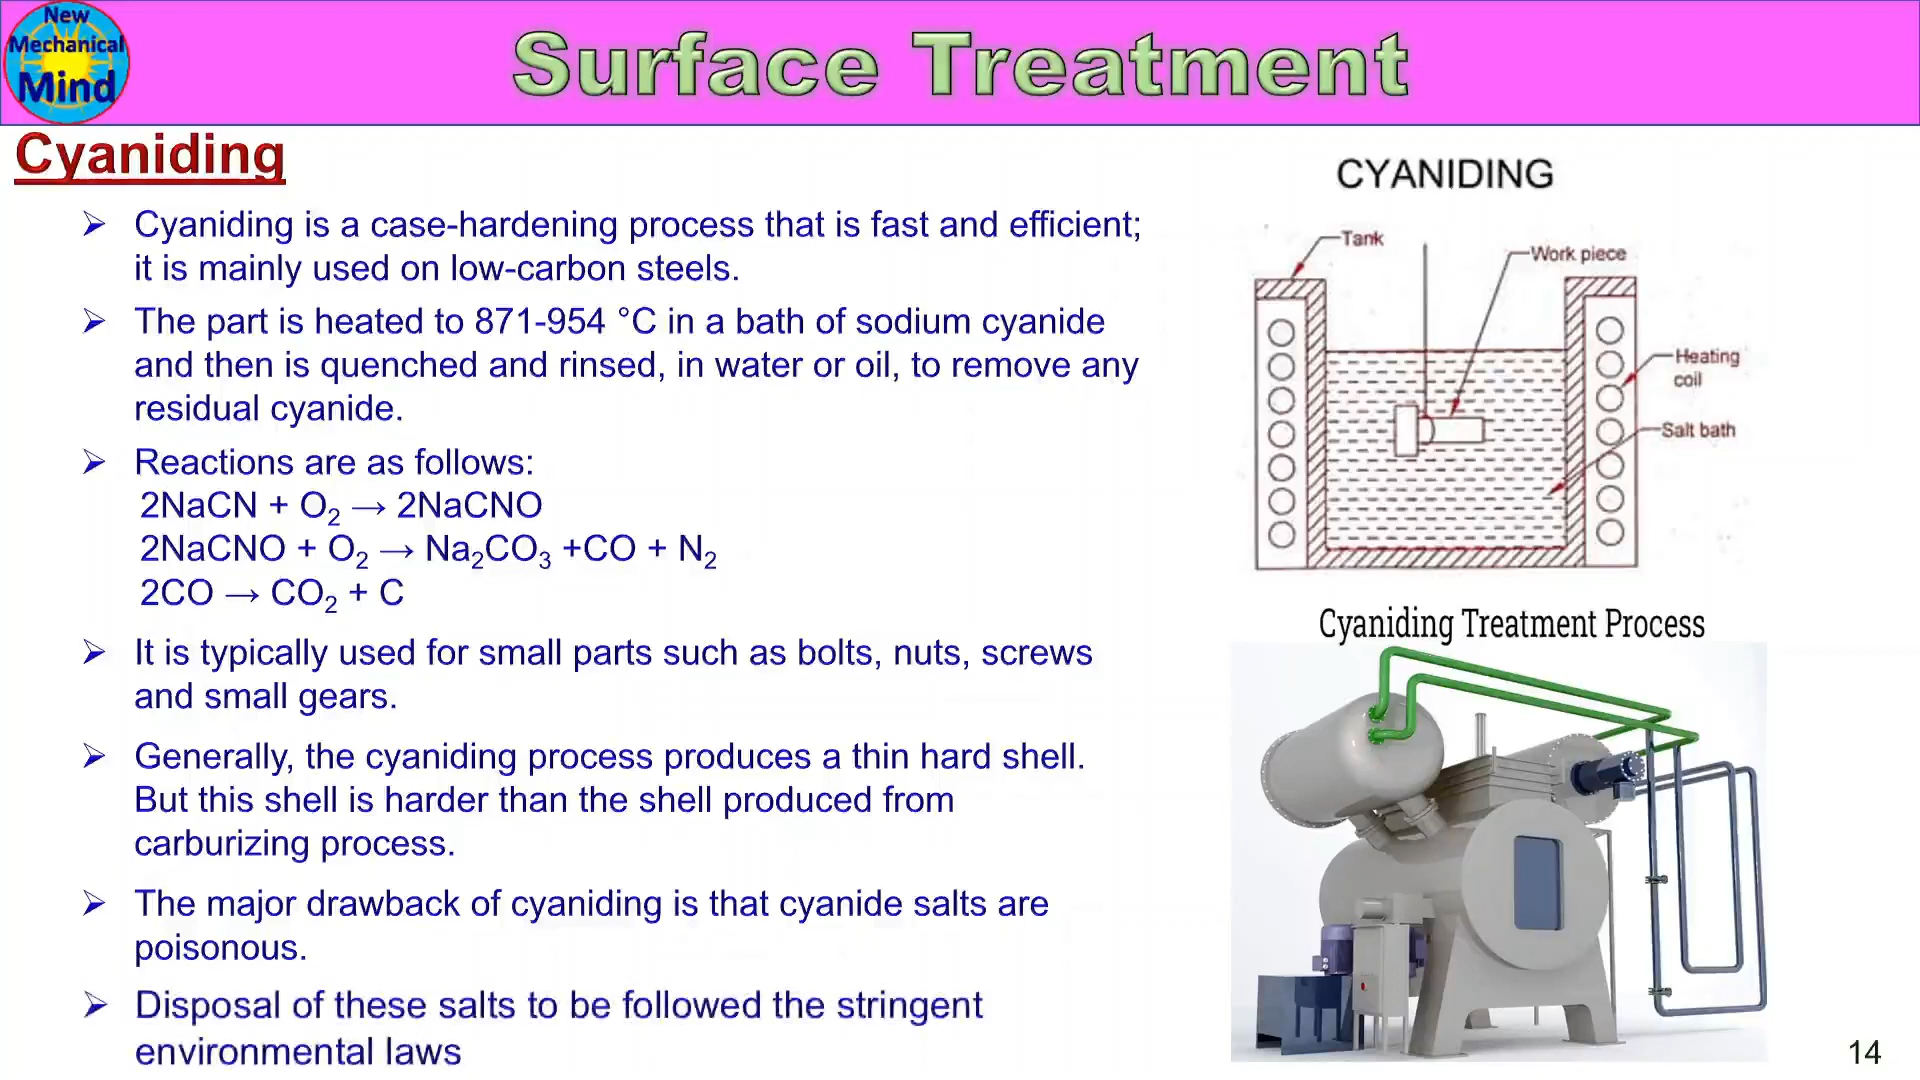 New
Mechanical
Mind
Surface Treatment
Cyaniding
➢ Cyaniding is a case-hardening process that is fast and efficient;
it is mainly used on low-carbon steels.
➢ The part is heated to 871-954 °C in a bath of sodium cyanide
and then is quenched and rinsed, in water or oil, to remove any
residual cyanide.
➢ Reactions are as follows:
2NaCN + O₂ → 2NaCNO
2NaCNO + O₂ → Na₂CO₃ +CO + N₂
2CO → CO₂ + C
➢ It is typically used for small parts such as bolts, nuts, screws
and small gears.
➢ Generally, the cyaniding process produces a thin hard shell.
But this shell is harder than the shell produced from
carburizing process.
➢ The major drawback of cyaniding is that cyanide salts are
poisonous.
➢ Disposal of these salts to be followed the stringent
environmental laws
CYANIDING
Tank
Work piece
Heating
coil
Salt bath
Cyaniding Treatment Process
14